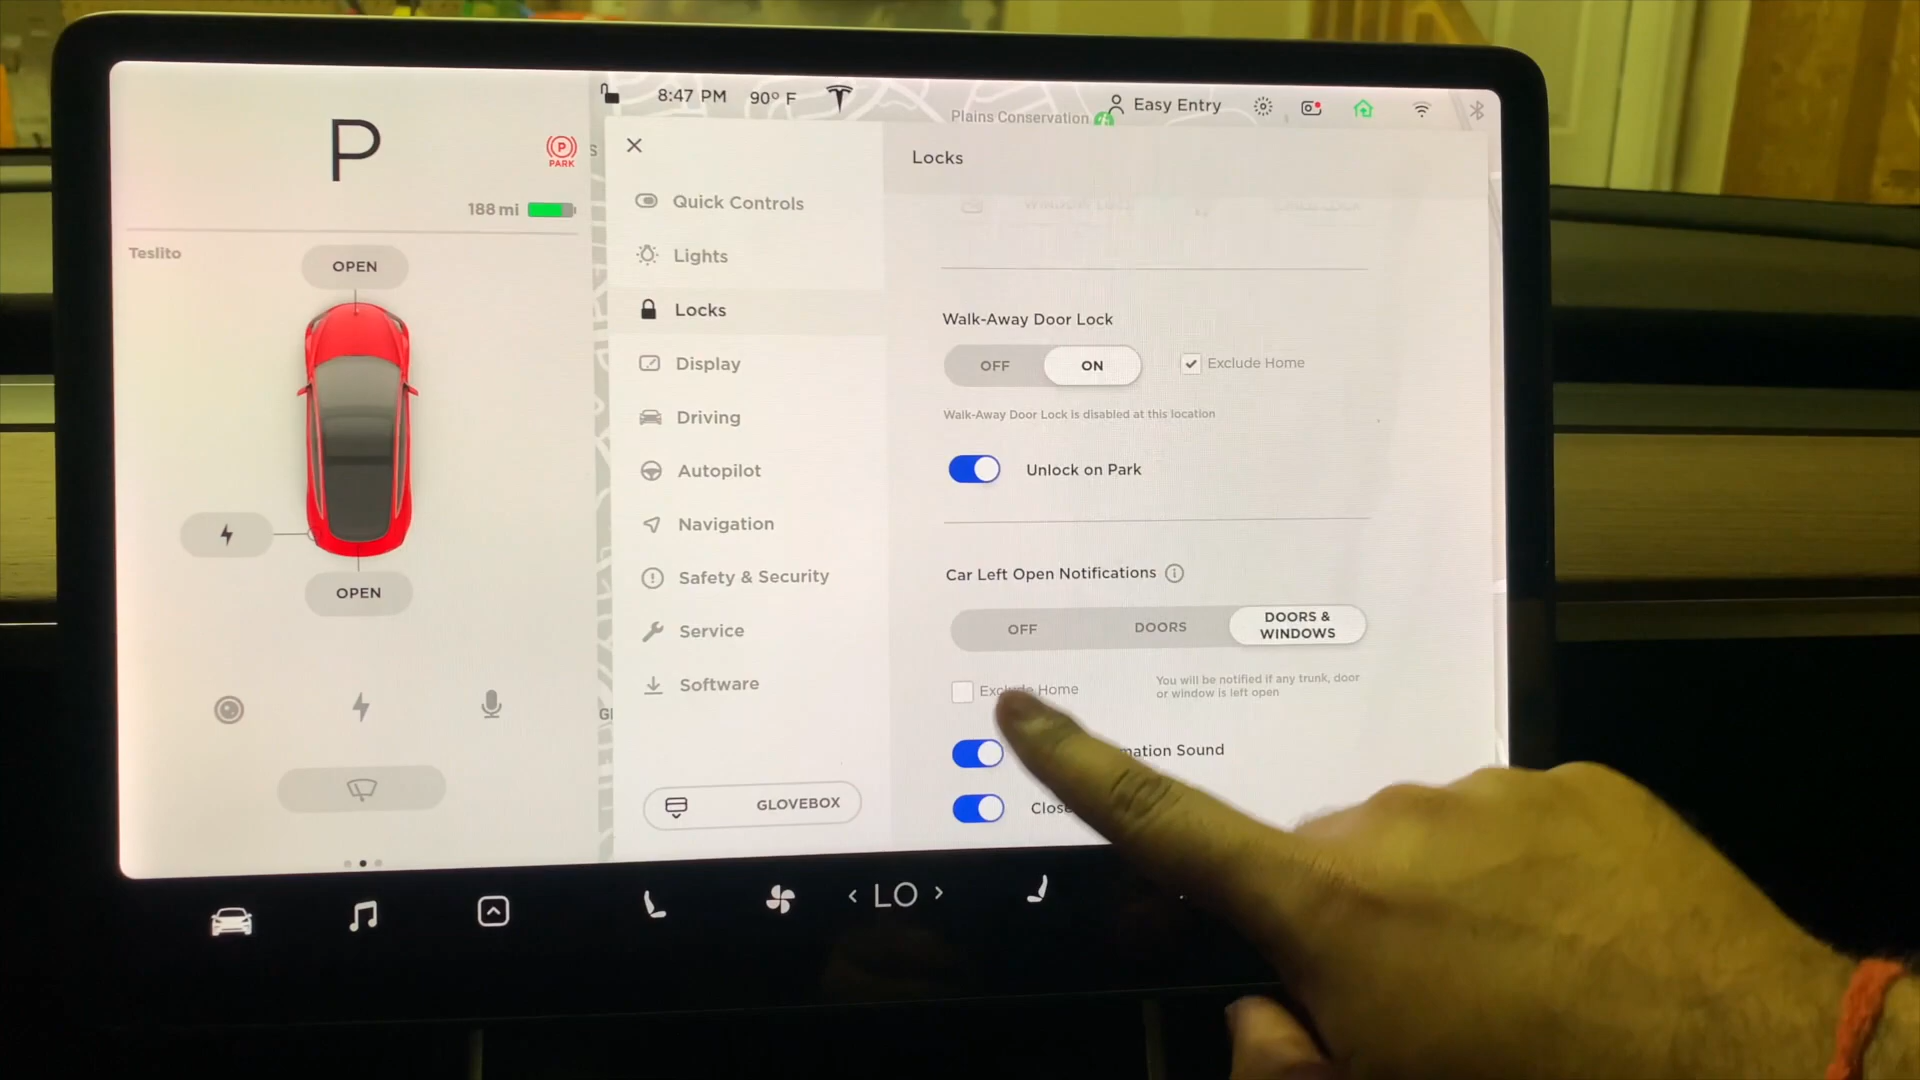 P
PARK
188 mi
Teslito
OPEN
OPEN
8:47 PM
90° F
Plains Conservation
Easy Entry
Quick Controls
Lights
Locks
Display
Driving
Autopilot
Navigation
Safety & Security
Service
Software
GLOVEBOX
Locks
Walk-Away Door Lock
OFF
ON
Exclude Home
Walk-Away Door Lock is disabled at this location
Unlock on Park
Car Left Open Notifications
OFF
DOORS
DOORS &
WINDOWS
Exclude Home
You will be notified if any trunk, door
or window is left open
Sound
LO